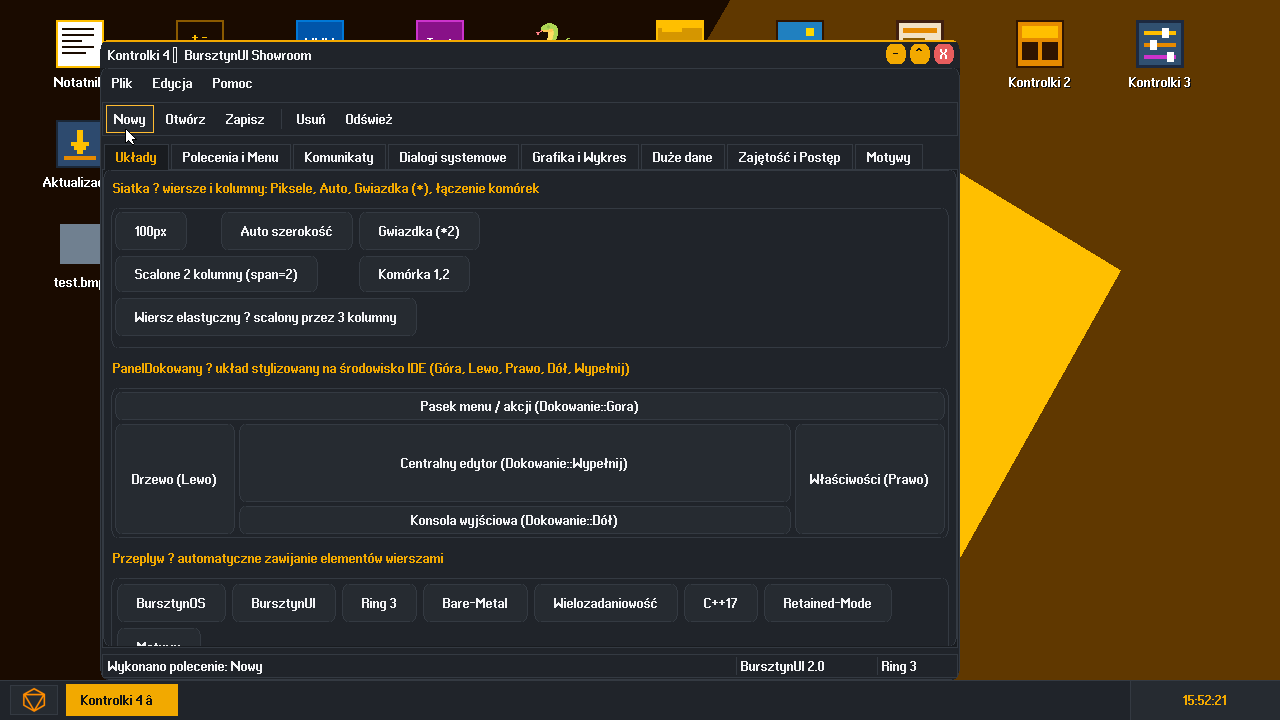 Kontrolki 4▯ BursztynUI Showroom
- ^ X
Plik Edycja Pomoc
Nowy Otwórz Zapisz Usuń Odśwież
Układy Polecenia i Menu Komunikaty Dialogi systemowe Grafika i Wykres Duże dane Zajętość i Postęp Motywy
Siatka ? wiersze i kolumny: Piksele, Auto, Gwiazdka (*), łączenie komórek
100px Auto szerokość Gwiazdka (*2)
Scalone 2 kolumny (span=2) Komórka 1,2
Wiersz elastyczny ? scalony przez 3 kolumny
PanelDokowany ? układ stylizowany na środowisko IDE (Góra, Lewo, Prawo, Dół, Wypełnij)
Pasek menu / akcji (Dokowanie::Gora)
Drzewo (Lewo)
Centralny edytor (Dokowanie::Wypełnij)
Właściwości (Prawo)
Konsola wyjściowa (Dokowanie::Dół)
Przepływ ? automatyczne zawijanie elementów wierszami
BursztynOS BursztynUI Ring 3 Bare-Metal Wielozadaniowość C++17 Retained-Mode
Wykonano polecenie: Nowy BursztynUI 2.0 Ring 3
Notatnik
Aktualizac
test.bmp
Kontrolki 2
Kontrolki 3
Kontrolki 4 â
15:52:21